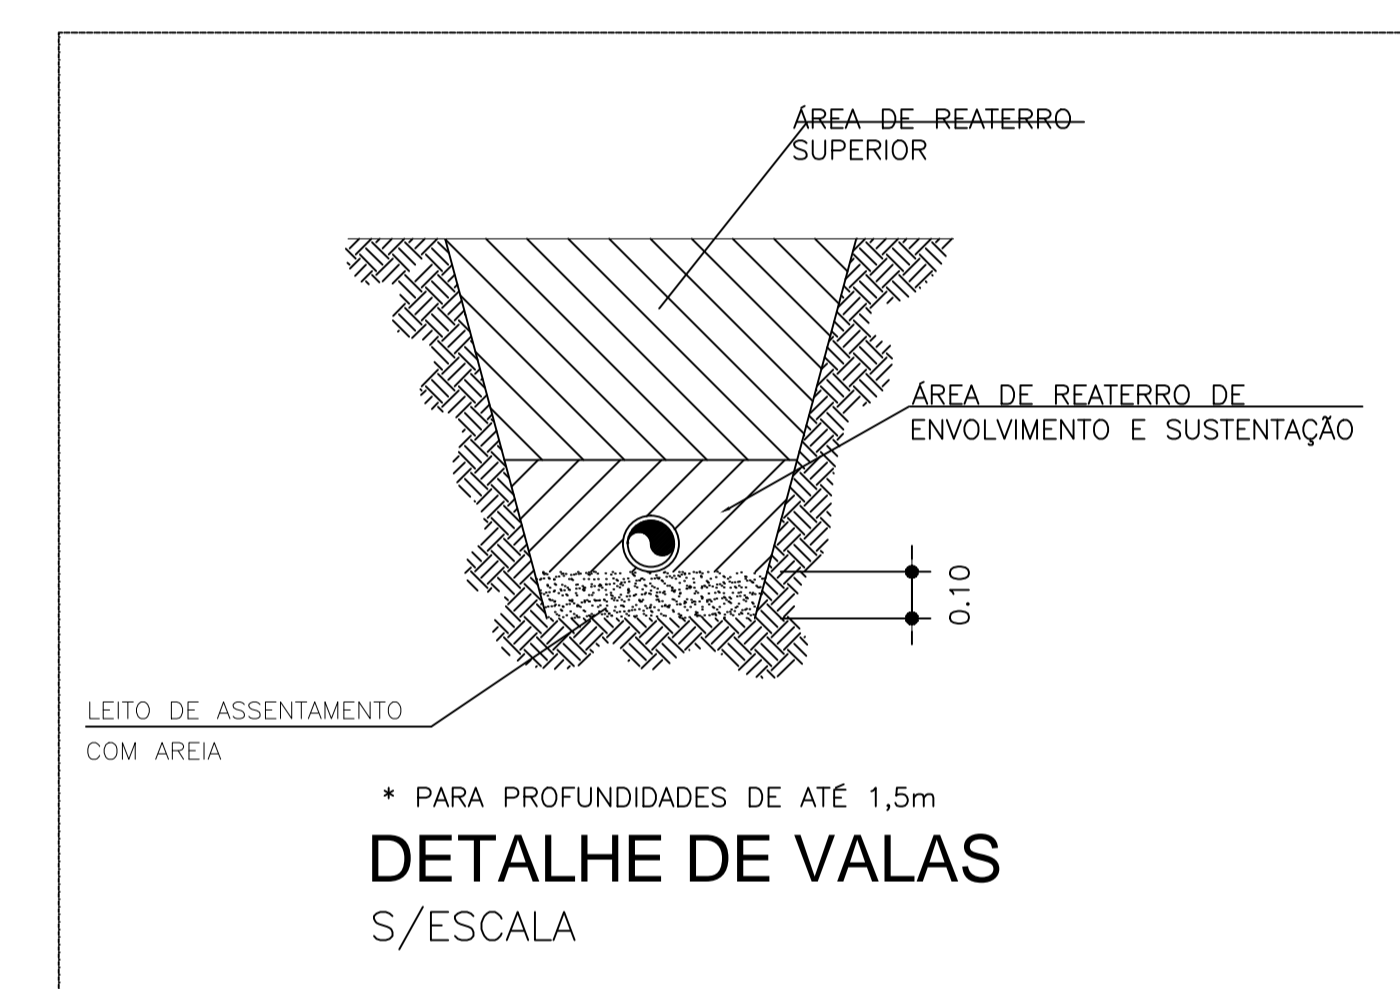 ÁREA DE REATERRO
SUPERIOR
ÁREA DE REATERRO DE
ENVOLVIMENTO E SUSTENTAÇÃO
0.10
LEITO DE ASSENTAMENTO
COM AREIA
* PARA PROFUNDIDADES DE ATÉ 1,5m
DETALHE DE VALAS
S/ESCALA